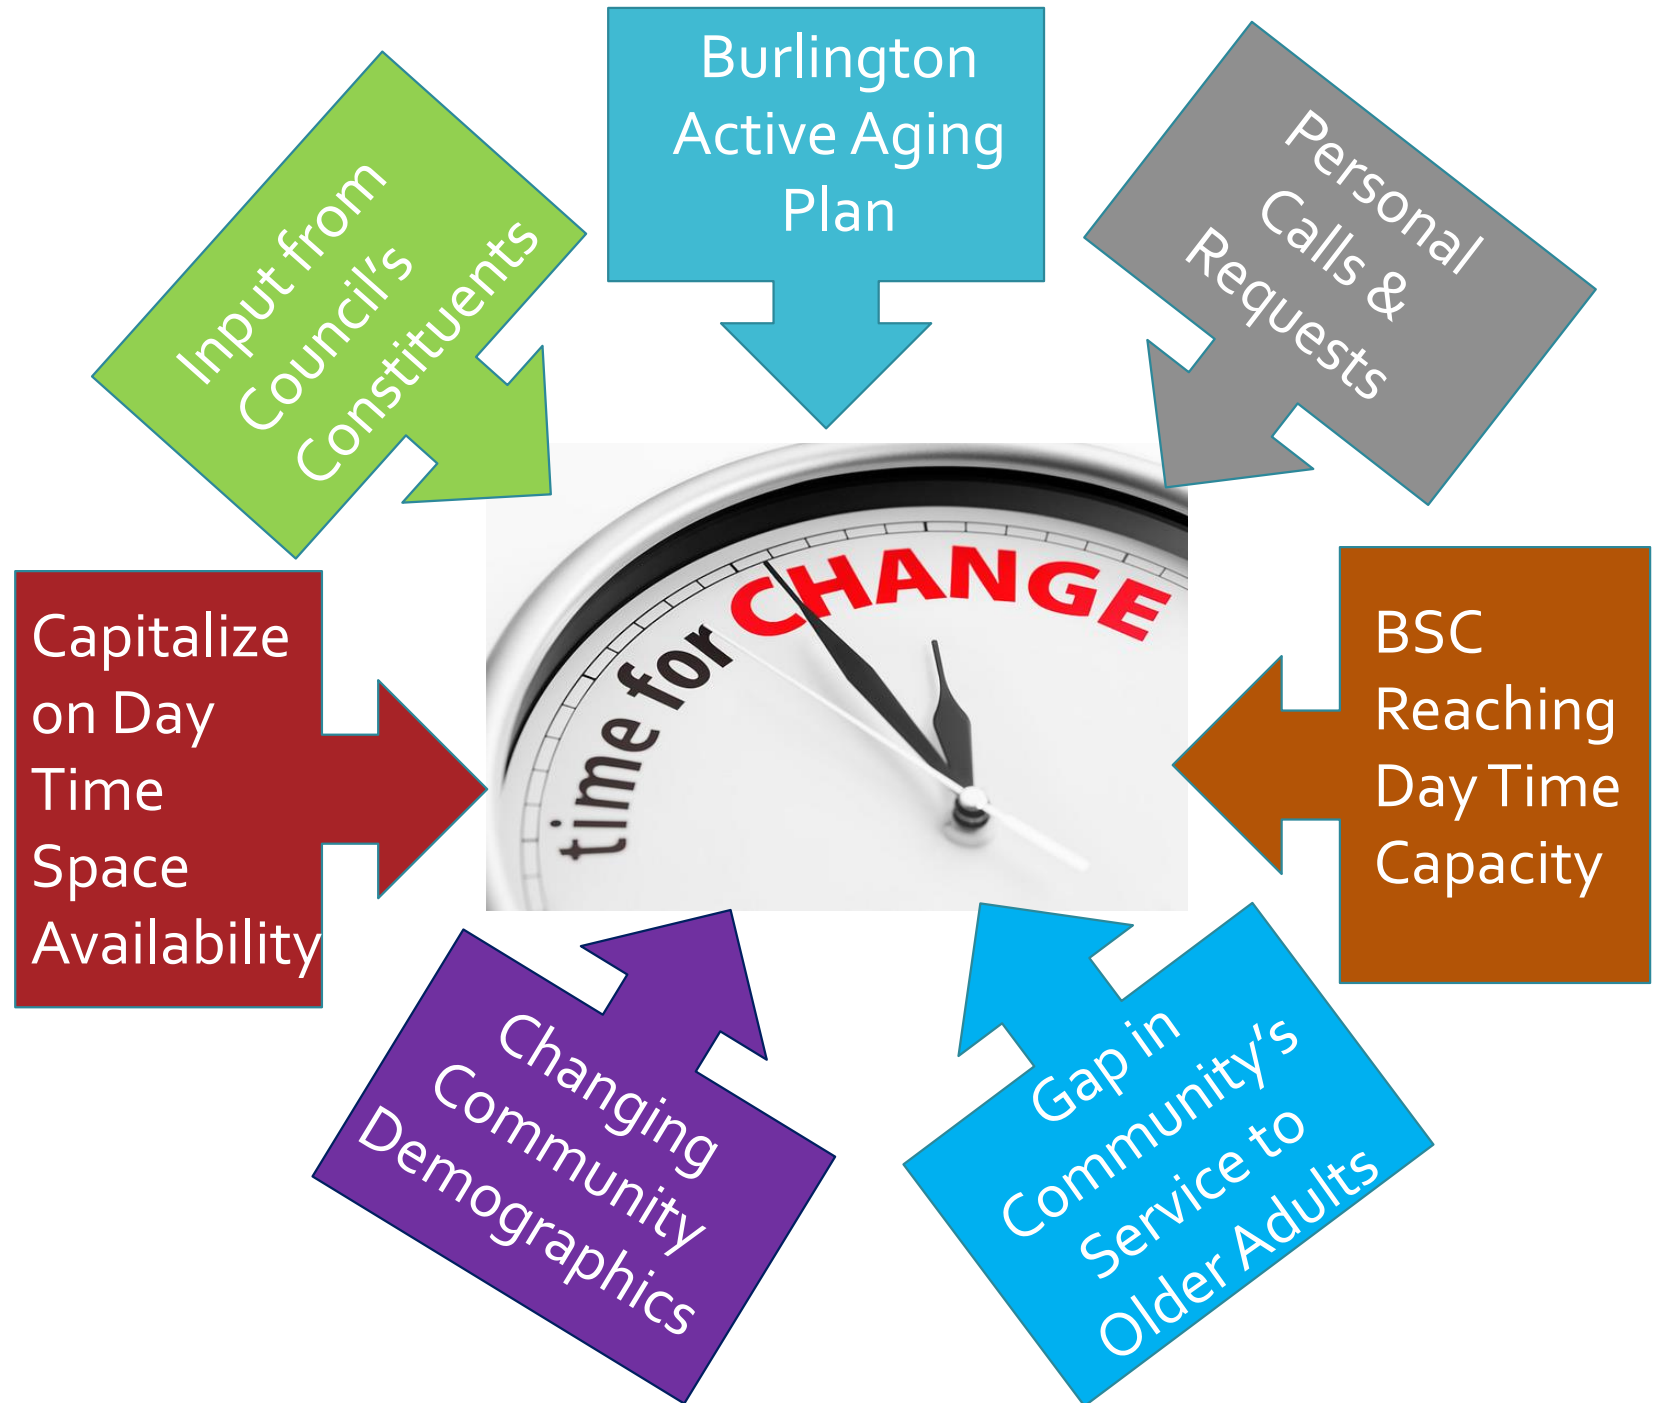 Burlington
Active Aging
Plan
Input from
Council’s
Constituents
Personal
Calls &
Requests
time for CHANGE
Capitalize
on Day
Time
Space
Availability
BSC
Reaching
Day Time
Capacity
Changing
Community
Demographics
Gap in
Community’s
Service to
Older Adults